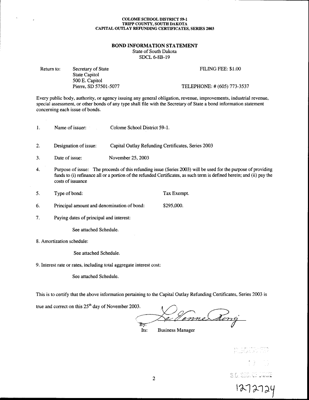 COLOME SCHOOL DISTRICT 59-1
TRIPP COUNTY, SOUTH DAKOTA
CAPITAL OUTLAY REFUNDING CERTIFICATES, SERIES 2003
BOND INFORMATION STATEMENT
State of South Dakota
SDCL 6-8B-19
Return to: Secretary of State FILING FEE: $1.00
State Capitol
500 E. Capitol
Pierre, SD 57501-5077 TELEPHONE: # (605) 773-3537
Every public body, authority, or agency issuing any general obligation, revenue, improvements, industrial revenue,
special assessment, or other bonds of any type shall file with the Secretary of State a bond information statement
concerning each issue of bonds.
1. Name of issuer: Colome School District 59-1.
2. Designation of issue: Capital Outlay Refunding Certificates, Series 2003
3. Date of issue: November 25, 2003
4. Purpose of issue: The proceeds of this refunding issue (Series 2003) will be used for the purpose of providing
funds to (i) refinance all or a portion of the refunded Certificates, as such term is defined herein; and (ii) pay the
costs of issuance
5. Type of bond: Tax Exempt.
6. Principal amount and denomination of bond: $295,000.
7. Paying dates of principal and interest:
See attached Schedule.
8. Amortization schedule:
See attached Schedule.
9. Interest rate or rates, including total aggregate interest cost:
See attached Schedule.
This is to certify that the above information pertaining to the Capital Outlay Refunding Certificates, Series 2003 is
true and correct on this 25th day of November 2003.
By:
Its: Business Manager
2
1272724